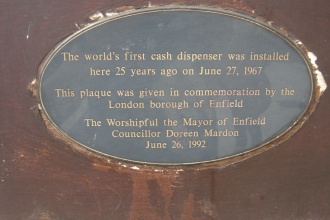 The world's first cash dispenser was installed
here 25 years ago on June 27, 1967
This plaque was given in commemoration by the
London borough of Enfield
The Worshipful the Mayor of Enfield
Councillor Doreen Mardon
June 26, 1992